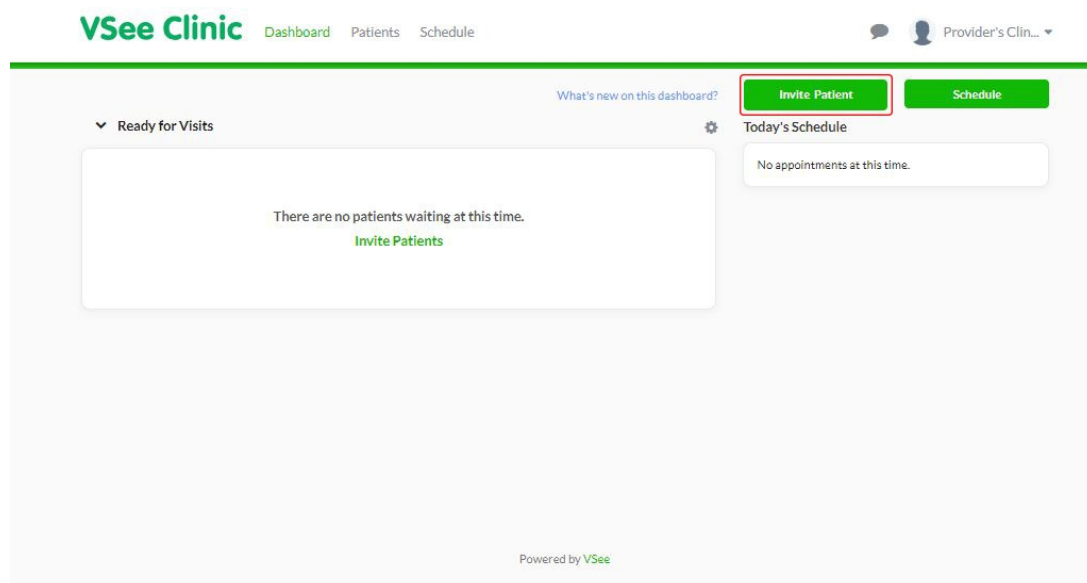 VSee Clinic Dashboard Patients Schedule Provider's Clin...
What's new on this dashboard? Invite Patient Schedule
Ready for Visits Today's Schedule
No appointments at this time.
There are no patients waiting at this time.
Invite Patients
Powered by VSee